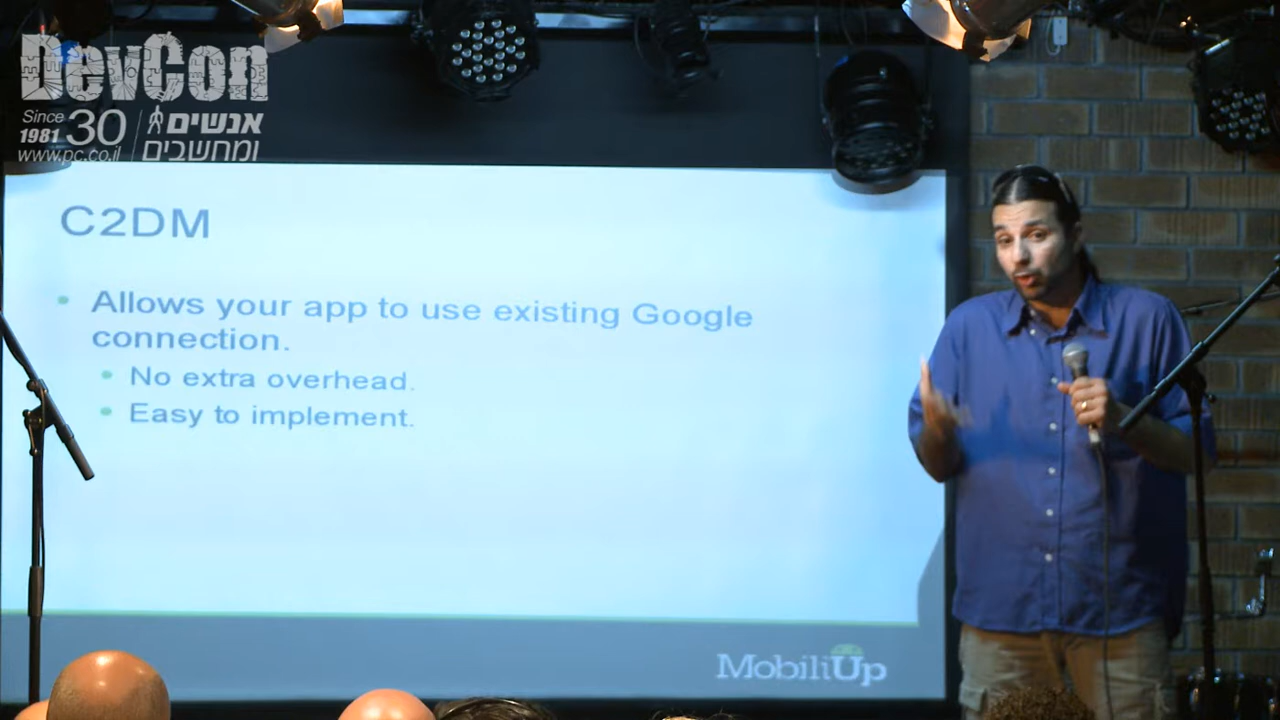 DevCon
Since 1981 30
אנשים
ומחשבים
www.pc.co.il
C2DM
Allows your app to use existing Google
connection.
No extra overhead.
Easy to implement.
MobiliUp